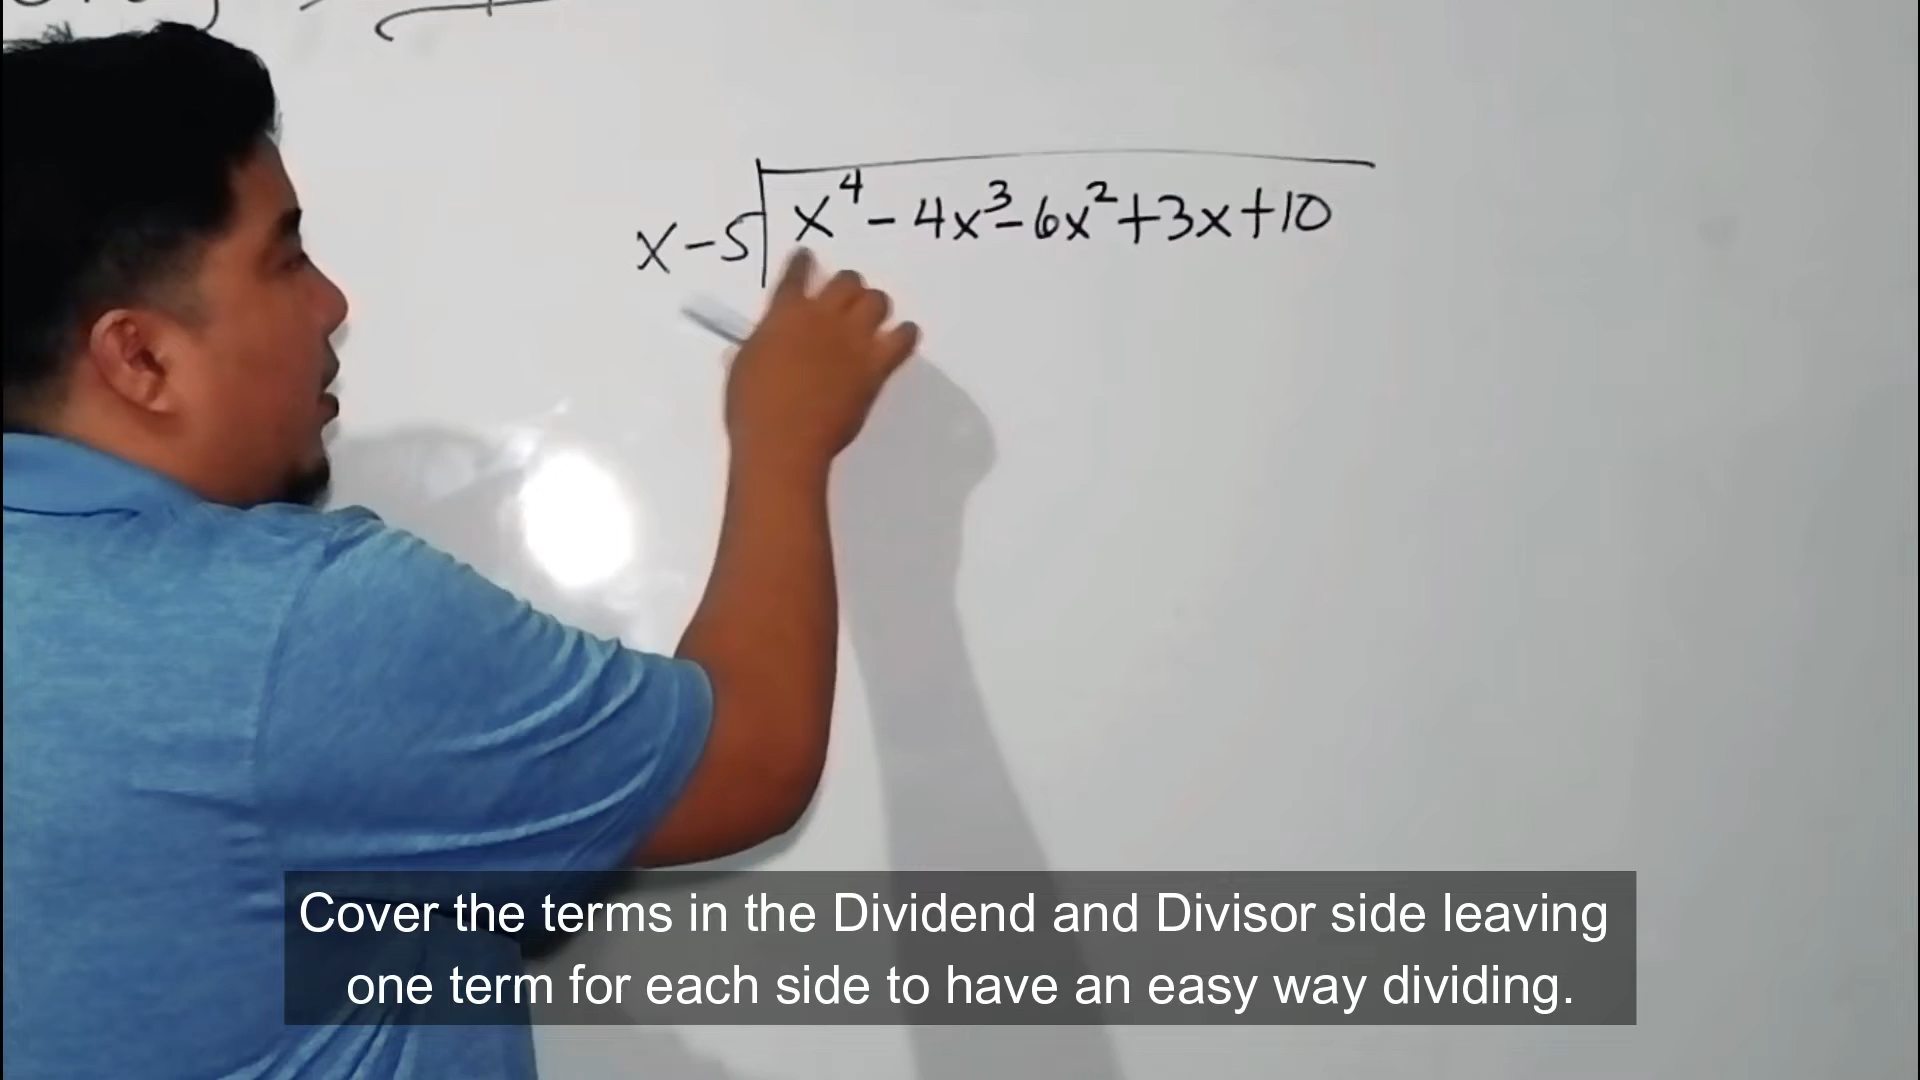 x-5 x⁴ - 4x³ - 6x² + 3x + 10
Cover the terms in the Dividend and Divisor side leaving
one term for each side to have an easy way dividing.